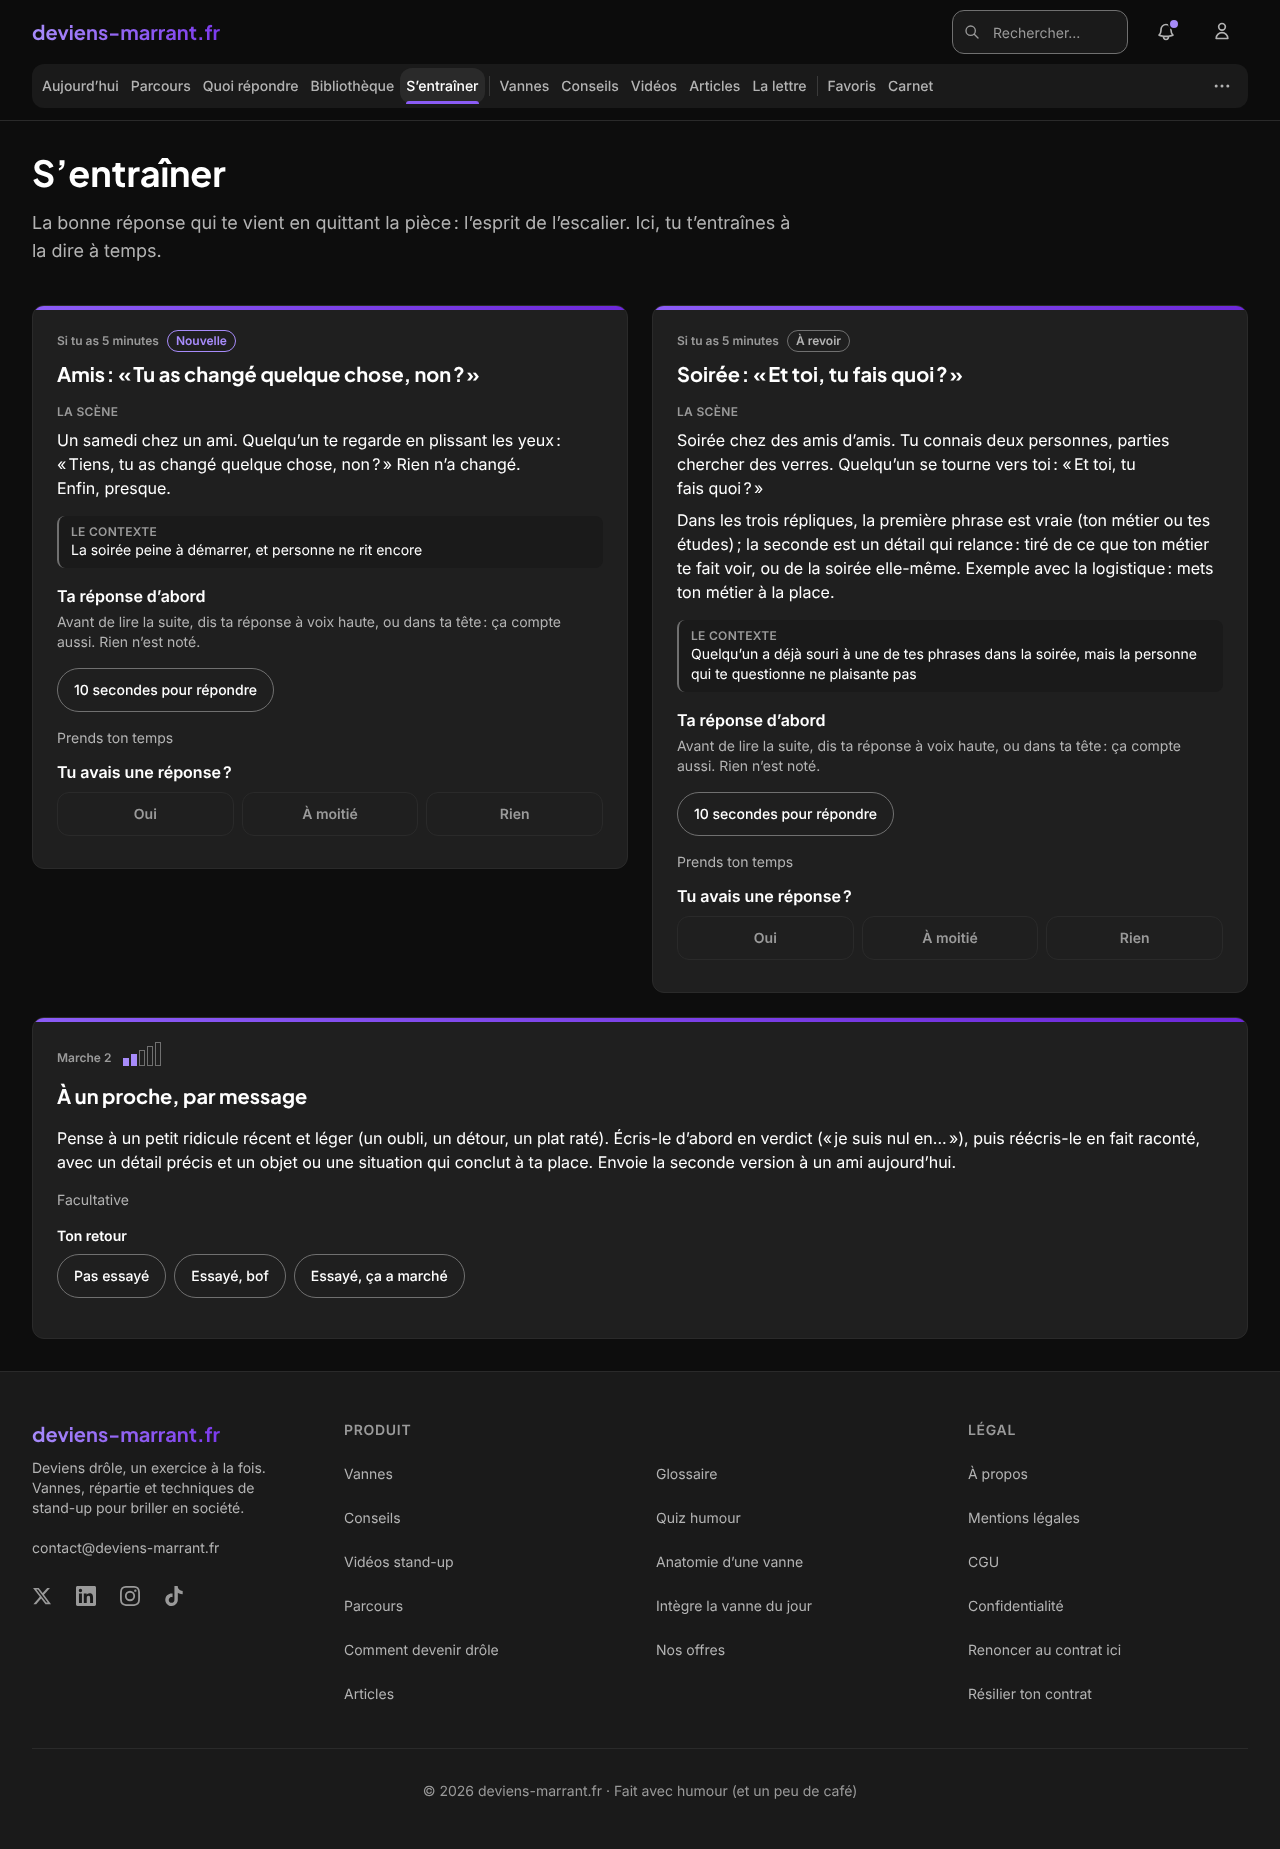 deviens-marrant.fr
Rechercher...
Aujourd’hui Parcours Quoi répondre Bibliothèque S’entraîner Vannes Conseils Vidéos Articles La lettre Favoris Carnet
S’entraîner
La bonne réponse qui te vient en quittant la pièce : l’esprit de l’escalier. Ici, tu t’entraînes à
la dire à temps.
Si tu as 5 minutes Nouvelle
Amis : « Tu as changé quelque chose, non ? »
LA SCÈNE
Un samedi chez un ami. Quelqu’un te regarde en plissant les yeux :
« Tiens, tu as changé quelque chose, non ? » Rien n’a changé.
Enfin, presque.
LE CONTEXTE
La soirée peine à démarrer, et personne ne rit encore
Ta réponse d’abord
Avant de lire la suite, dis ta réponse à voix haute, ou dans ta tête : ça compte
aussi. Rien n’est noté.
10 secondes pour répondre
Prends ton temps
Tu avais une réponse ?
Oui À moitié Rien
Si tu as 5 minutes À revoir
Soirée : « Et toi, tu fais quoi ? »
LA SCÈNE
Soirée chez des amis d’amis. Tu connais deux personnes, parties
chercher des verres. Quelqu’un se tourne vers toi : « Et toi, tu
fais quoi ? »
Dans les trois répliques, la première phrase est vraie (ton métier ou tes
études) ; la seconde est un détail qui relance : tiré de ce que ton métier
te fait voir, ou de la soirée elle-même. Exemple avec la logistique : mets
ton métier à la place.
LE CONTEXTE
Quelqu’un a déjà souri à une de tes phrases dans la soirée, mais la personne
qui te questionne ne plaisante pas
Ta réponse d’abord
Avant de lire la suite, dis ta réponse à voix haute, ou dans ta tête : ça compte
aussi. Rien n’est noté.
10 secondes pour répondre
Prends ton temps
Tu avais une réponse ?
Oui À moitié Rien
Marche 2
À un proche, par message
Pense à un petit ridicule récent et léger (un oubli, un détour, un plat raté). Écris-le d’abord en verdict (« je suis nul en… »), puis réécris-le en fait raconté,
avec un détail précis et un objet ou une situation qui conclut à ta place. Envoie la seconde version à un ami aujourd’hui.
Facultative
Ton retour
Pas essayé Essayé, bof Essayé, ça a marché
deviens-marrant.fr
Deviens drôle, un exercice à la fois.
Vannes, répartie et techniques de
stand-up pour briller en société.
contact@deviens-marrant.fr
PRODUIT
Vannes
Conseils
Vidéos stand-up
Parcours
Comment devenir drôle
Articles
Glossaire
Quiz humour
Anatomie d’une vanne
Intègre la vanne du jour
Nos offres
LÉGAL
À propos
Mentions légales
CGU
Confidentialité
Renoncer au contrat ici
Résilier ton contrat
© 2026 deviens-marrant.fr · Fait avec humour (et un peu de café)